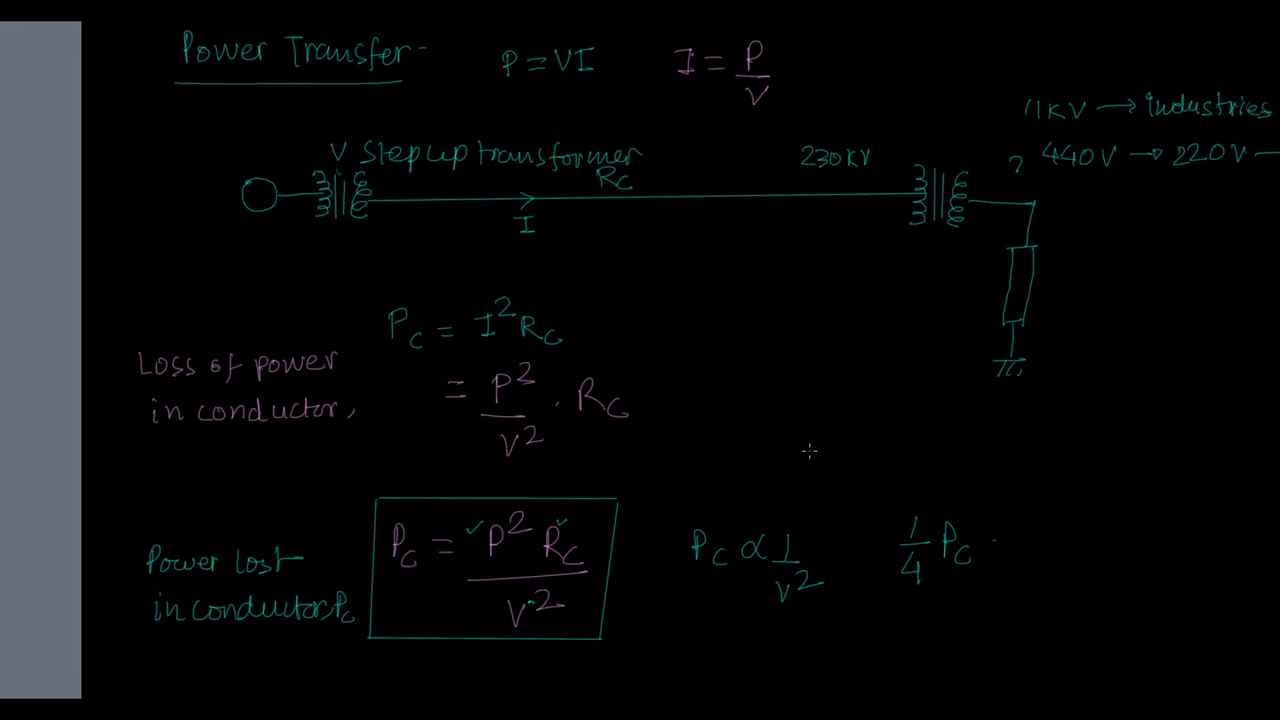 Power Transfer-
P = VI
I = P/V
11KV → industries
440V → 220V —
?
V Step up transformer
230KV
RC
I
PC = I²RC
Loss of power
in conductor,
= P²/V² . RC
PC = P²RC/V²
PC ∝ 1/V²
1/4 PC
Power lost
in conductor, PC